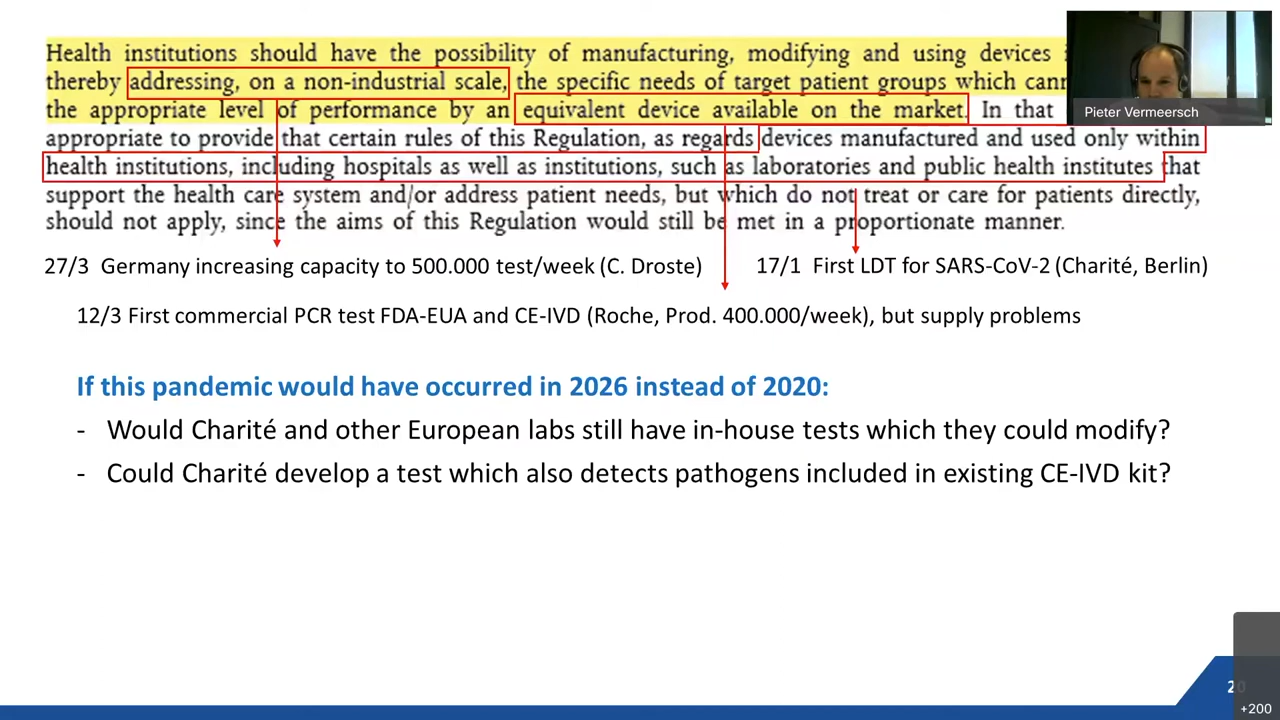 Health institutions should have the possibility of manufacturing, modifying and using devices
thereby addressing, on a non-industrial scale, the specific needs of target patient groups which
the appropriate level of performance by an equivalent device available on the market. In that
appropriate to provide that certain rules of this Regulation, as regards devices manufactured and used only within
health institutions, including hospitals as well as institutions, such as laboratories and public health institutes that
support the health care system and/or address patient needs, but which do not treat or care for patients directly,
should not apply, since the aims of this Regulation would still be met in a proportionate manner.
Pieter Vermeersch
27/3 Germany increasing capacity to 500.000 test/week (C. Droste)
17/1 First LDT for SARS-CoV-2 (Charité, Berlin)
12/3 First commercial PCR test FDA-EUA and CE-IVD (Roche, Prod. 400.000/week), but supply problems
If this pandemic would have occurred in 2026 instead of 2020:
- Would Charité and other European labs still have in-house tests which they could modify?
- Could Charité develop a test which also detects pathogens included in existing CE-IVD kit?
20
+200